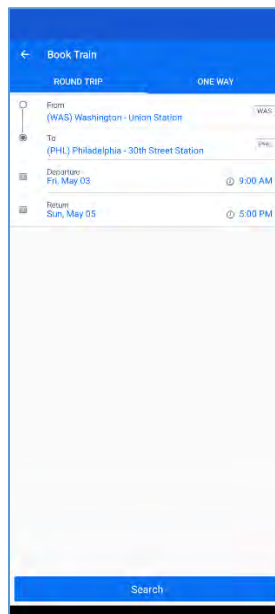 Book Train
ROUND TRIP ONE WAY
From
(WAS) Washington - Union Station WAS
To
(PHL) Philadelphia - 30th Street Station PHL
Departure
Fri, May 03 9:00 AM
Return
Sun, May 05 5:00 PM
Search